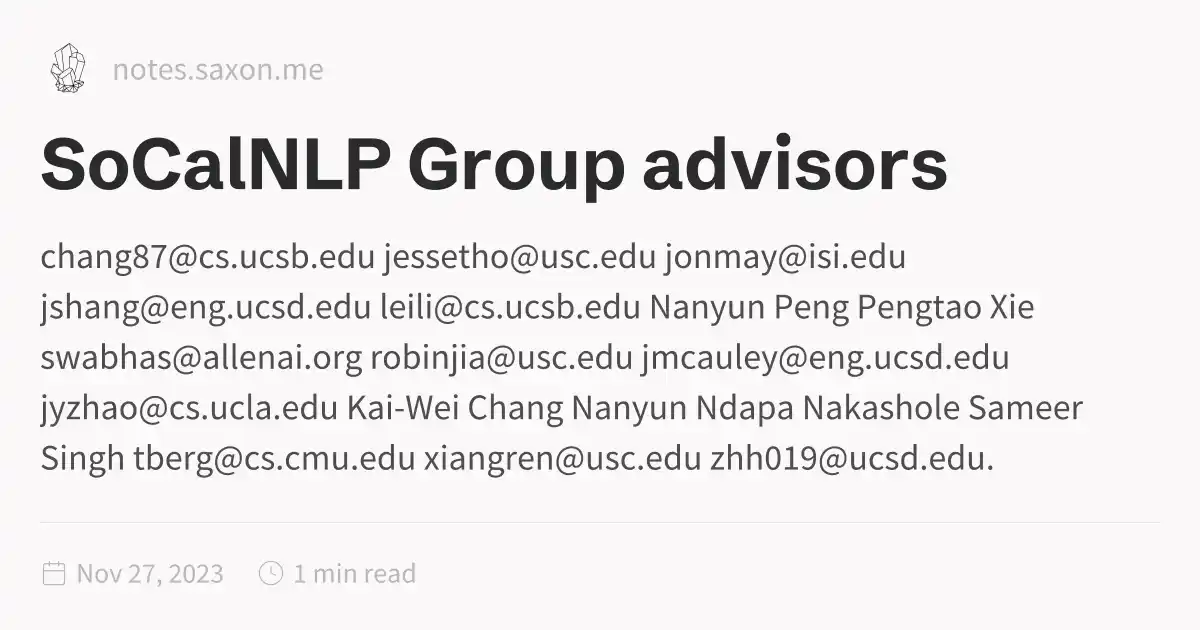 notes.saxon.me
SoCalNLP Group advisors
chang87@cs.ucsb.edu jessetho@usc.edu jonmay@isi.edu
jshang@eng.ucsd.edu leili@cs.ucsb.edu Nanyun Peng Pengtao Xie
swabhas@allenai.org robinjia@usc.edu jmcauley@eng.ucsd.edu
jyzhao@cs.ucla.edu Kai-Wei Chang Nanyun Ndapa Nakashole Sameer
Singh tberg@cs.cmu.edu xiangren@usc.edu zhh019@ucsd.edu.
Nov 27, 2023 1 min read